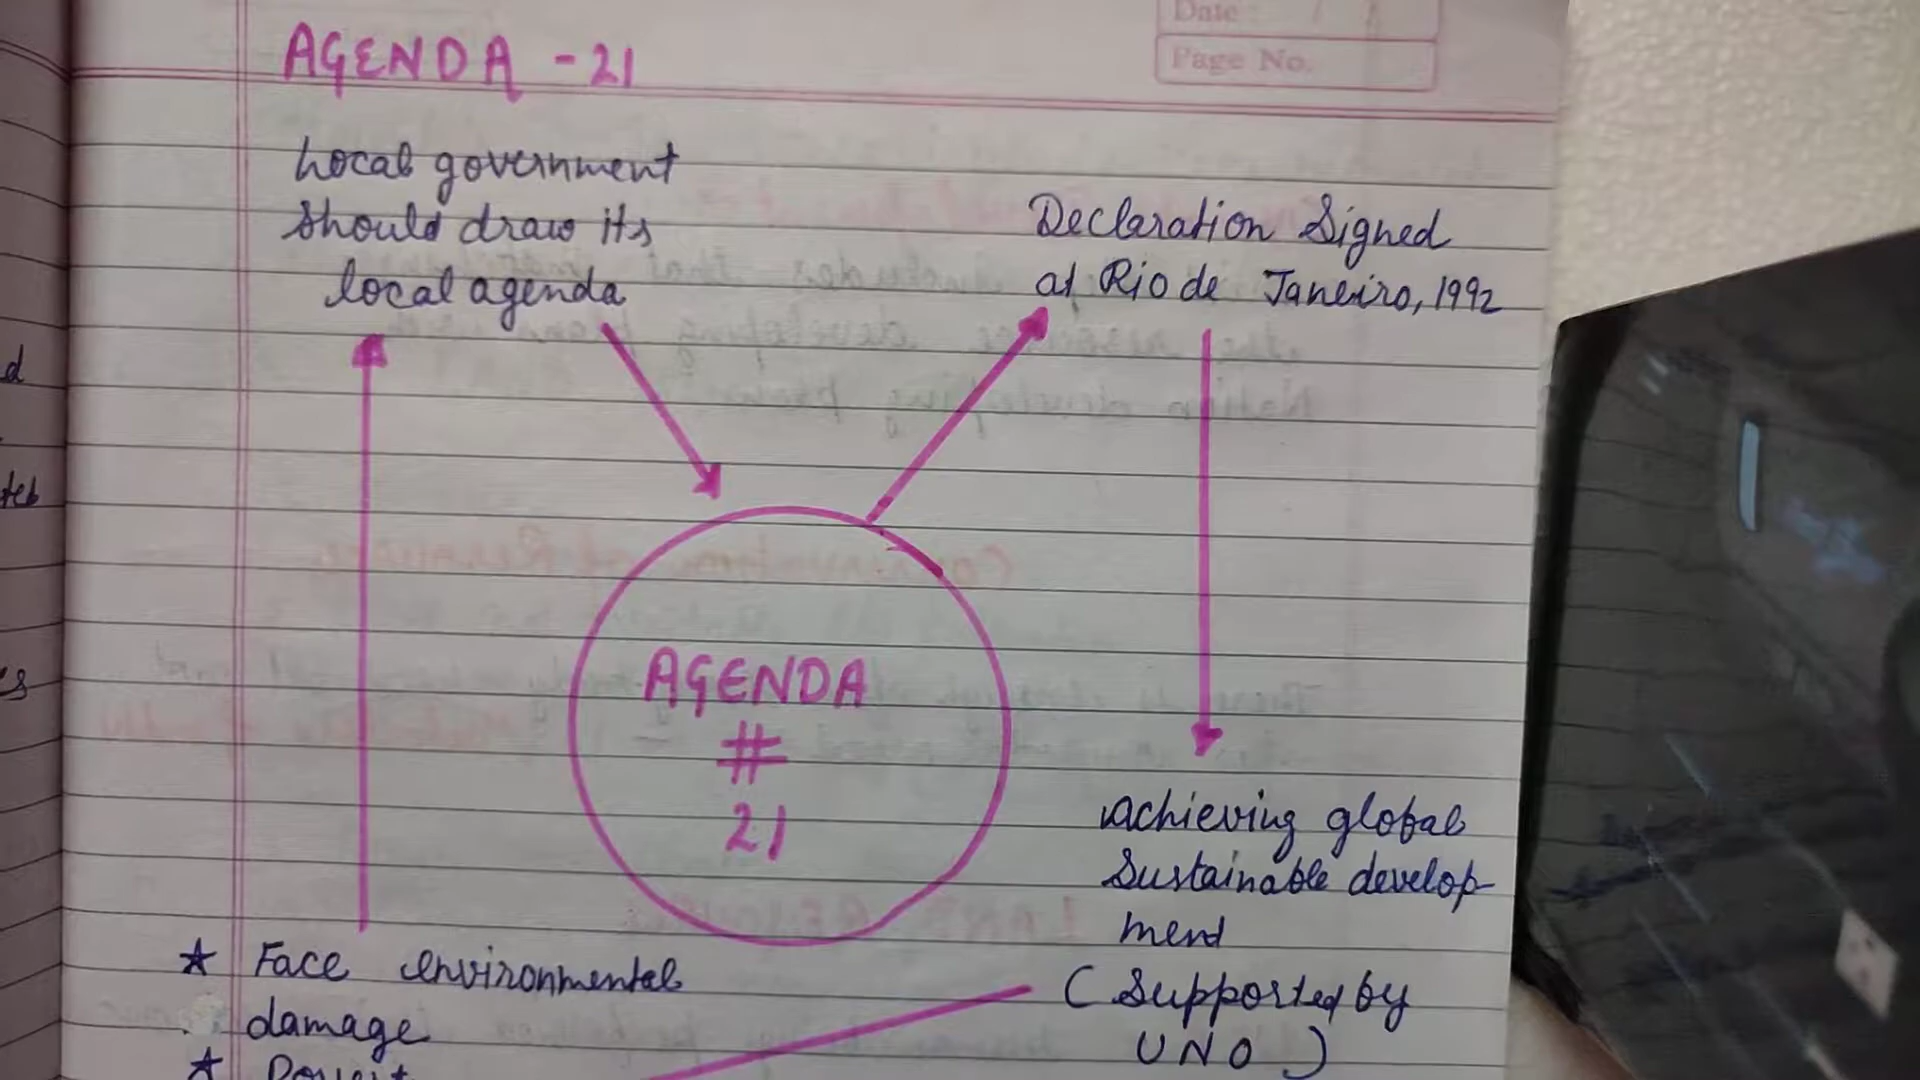 Date / /
Page No.
AGENDA - 21
Local government
should draw its
local agenda
Declaration Signed
at Rio de Janeiro, 1992
AGENDA
#
21
achieving global
Sustainable develop-
ment
(Supported by
UNO)
★ Face environmental
damage
★